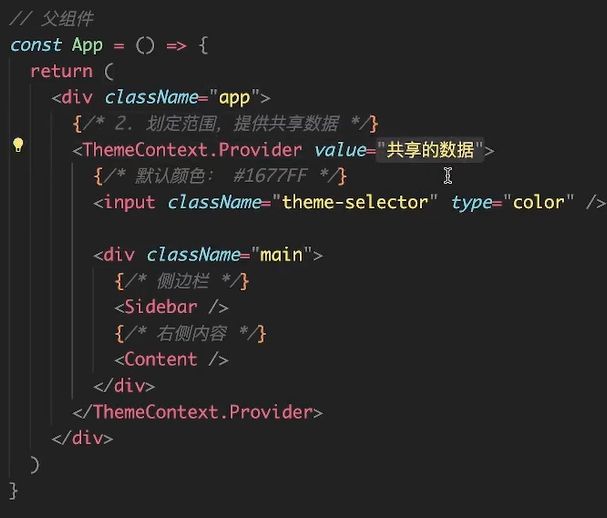 // 父组件
const App = () => {
return (
<div className="app">
{/* 2. 划定范围，提供共享数据 */}
<ThemeContext.Provider value="共享的数据">
{/* 默认颜色： #1677FF */}
<input className="theme-selector" type="color" />
<div className="main">
{/* 侧边栏 */}
<Sidebar />
{/* 右侧内容 */}
<Content />
</div>
</ThemeContext.Provider>
</div>
)
}